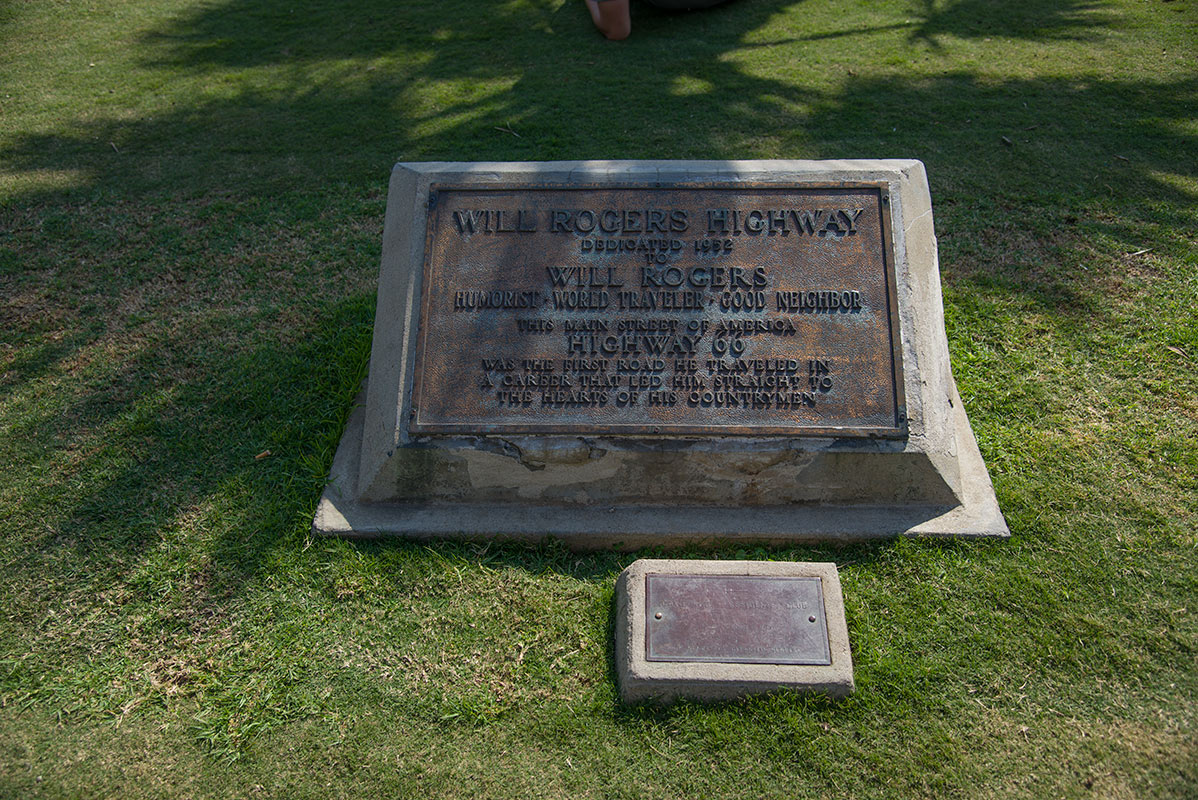 WILL ROGERS HIGHWAY
DEDICATED 1952
TO
WILL ROGERS
HUMORIST · WORLD TRAVELER · GOOD NEIGHBOR
THIS MAIN STREET OF AMERICA
HIGHWAY 66
WAS THE FIRST ROAD HE TRAVELED IN
A CAREER THAT LED HIM STRAIGHT TO
THE HEARTS OF HIS COUNTRYMEN